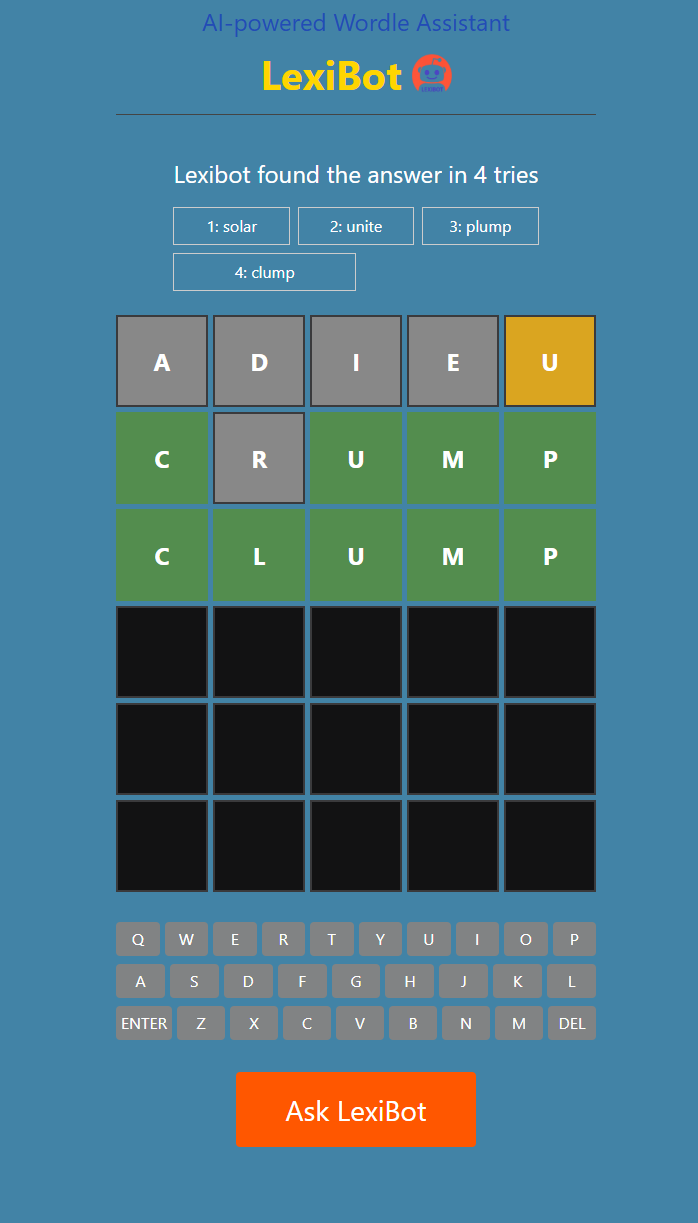 AI-powered Wordle Assistant
LexiBot
LEXIBOT
Lexibot found the answer in 4 tries
1: solar 2: unite 3: plump
4: clump
A D I E U
C R U M P
C L U M P
Q W E R T Y U I O P
A S D F G H J K L
ENTER Z X C V B N M DEL
Ask LexiBot